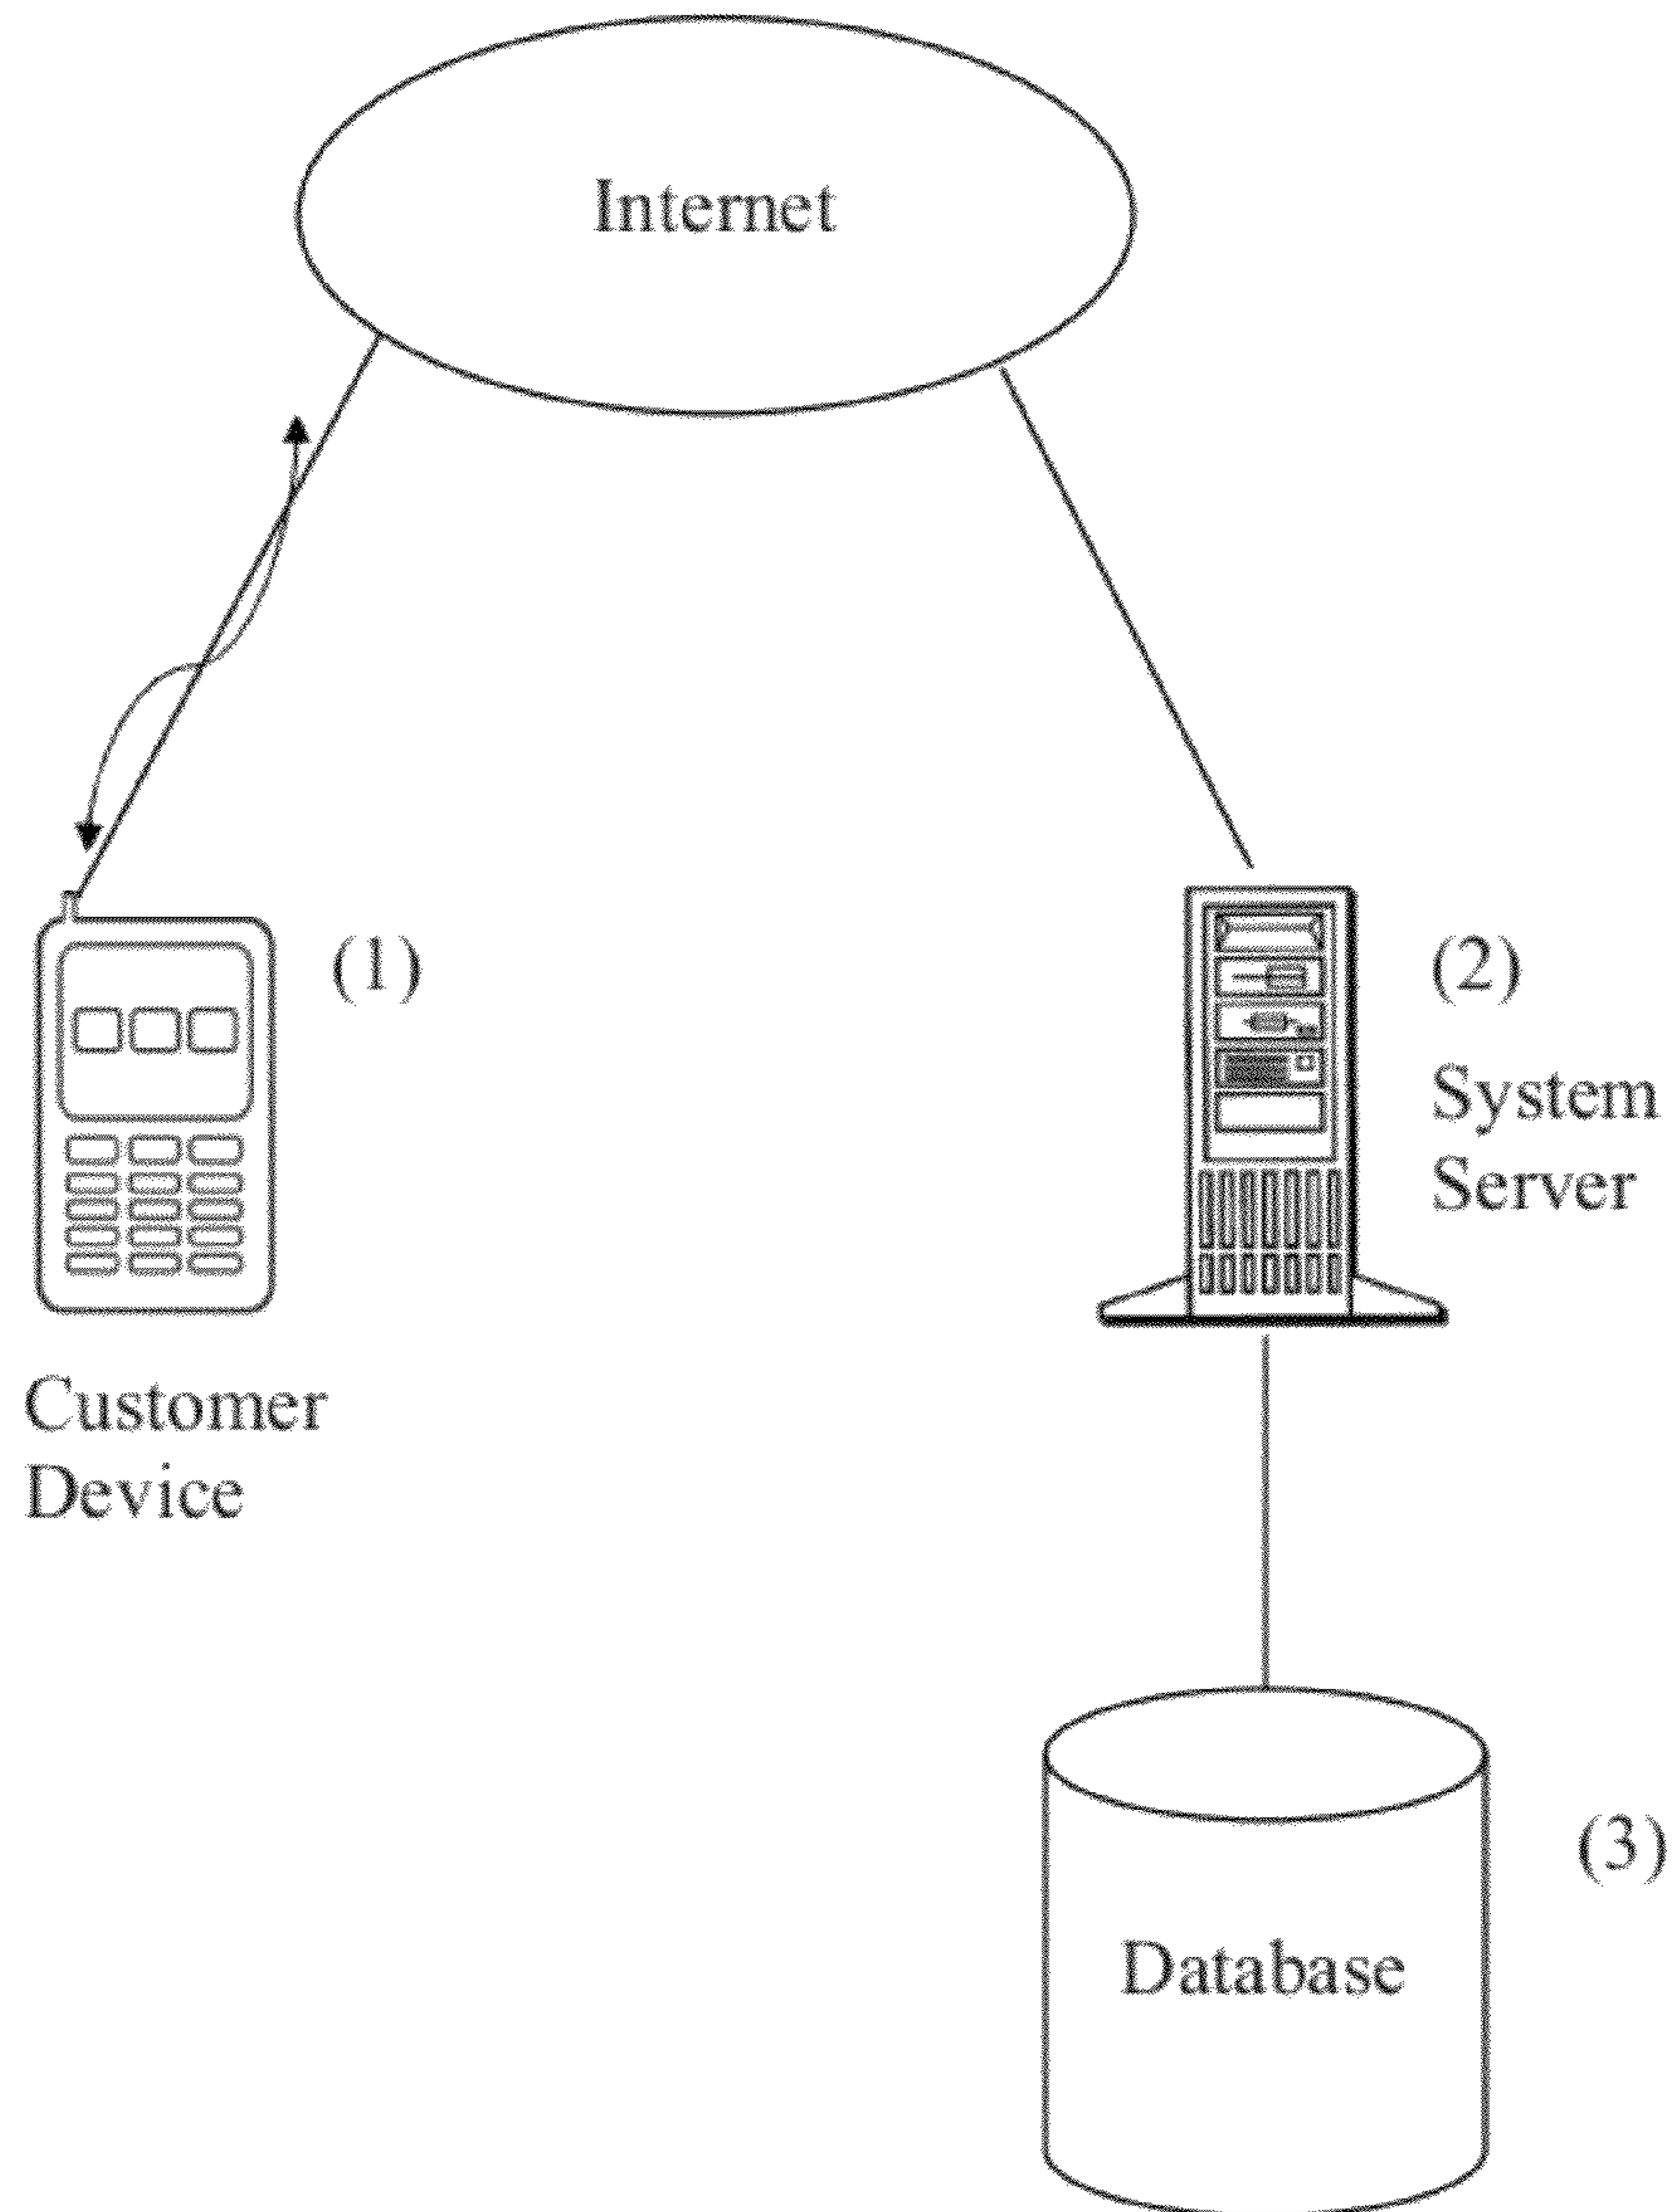 Internet
(1)
(2)
System
Server
Customer
Device
(3)
Database